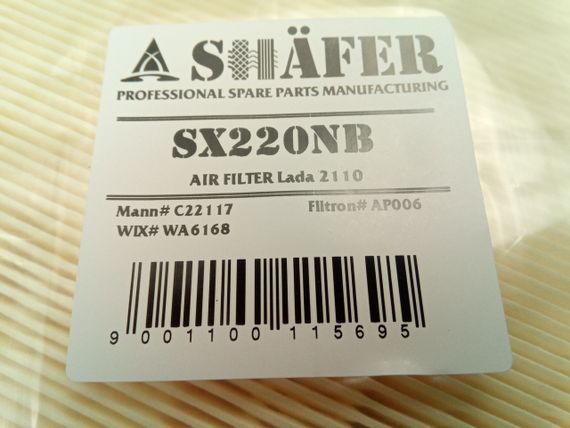 SHÄFER
PROFESSIONAL SPARE PARTS MANUFACTURING
SX220NB
AIR FILTER Lada 2110
Mann# C22117 Filtron# AP006
WIX# WA6168
9 001100 115695